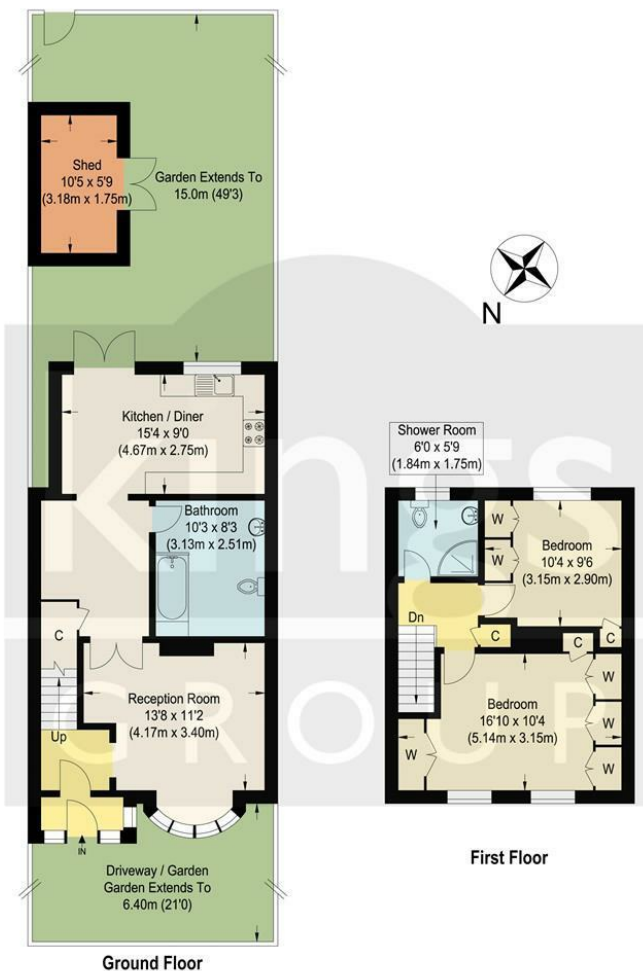 Shed
10'5 x 5'9
(3.18m x 1.75m)
Garden Extends To
15.0m (49'3)
N
Kitchen / Diner
15'4 x 9'0
(4.67m x 2.75m)
Shower Room
6'0 x 5'9
(1.84m x 1.75m)
Bathroom
10'3 x 8'3
(3.13m x 2.51m)
W
W
Bedroom
10'4 x 9'6
(3.15m x 2.90m)
Dn
C
C
C
C
Reception Room
13'8 x 11'2
(4.17m x 3.40m)
Up
Bedroom
16'10 x 10'4
(5.14m x 3.15m)
W
W
W
W
IN
Driveway / Garden
Garden Extends To
6.40m (21'0)
Ground Floor
First Floor
Kings
GROUP